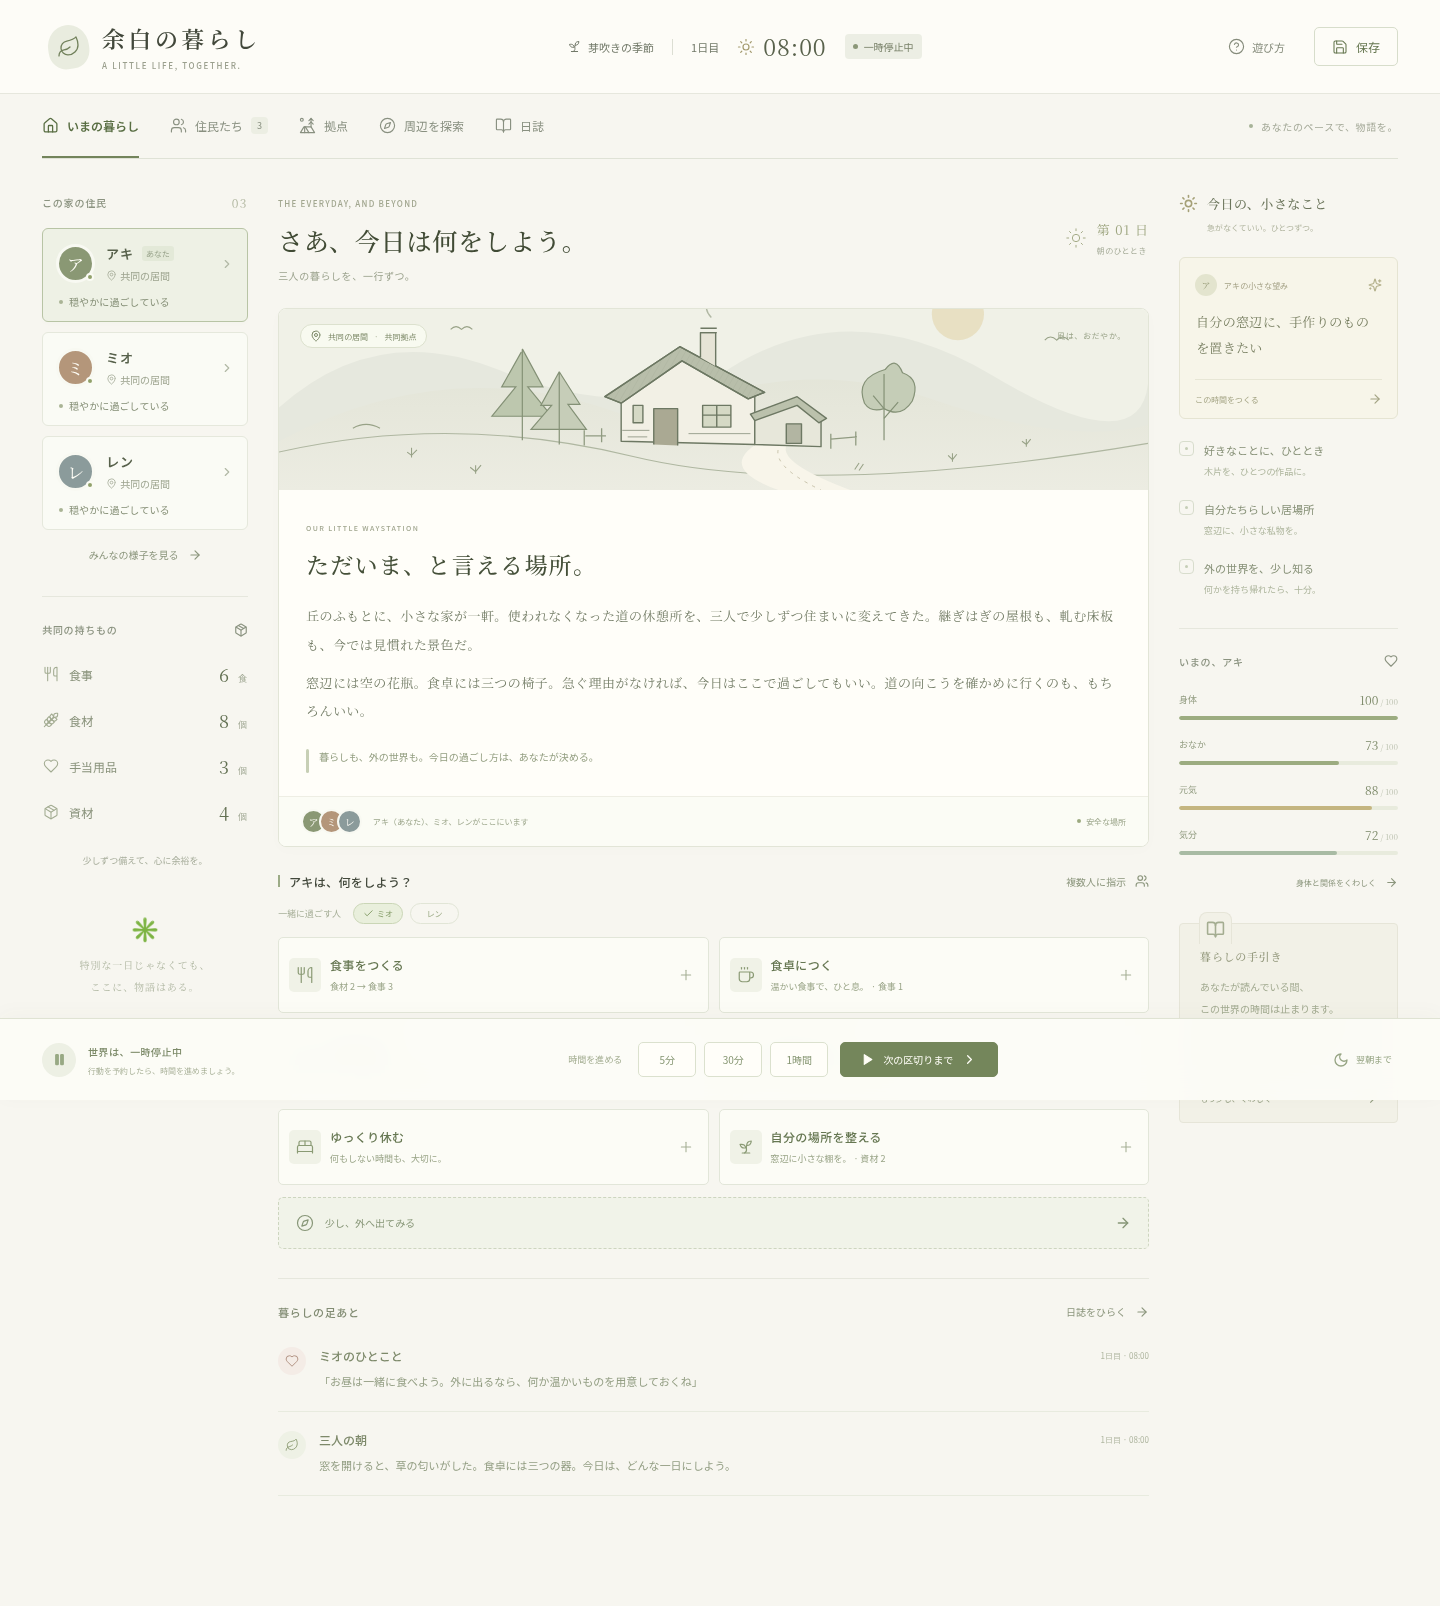 余白の暮らし
A LITTLE LIFE, TOGETHER.
芽吹きの季節
1日目
08:00
一時停止中
遊び方
保存
いまの暮らし
住民たち
3
拠点
周辺を探索
日誌
あなたのペースで、物語を。
この家の住民
03
ア
アキ
あなた
共同の居間
穏やかに過ごしている
ミ
ミオ
共同の居間
穏やかに過ごしている
レ
レン
共同の居間
穏やかに過ごしている
みんなの様子を見る
共同の持ちもの
食事
6 食
食材
8 個
手当用品
3 個
資材
4 個
少しずつ備えて、心に余裕を。
特別な一日じゃなくても、
ここに、物語はある。
THE EVERYDAY, AND BEYOND
さあ、今日は何をしよう。
三人の暮らしを、一行ずつ。
第 01 日
朝のひととき
共同の居間 · 共同拠点
風は、おだやか。
OUR LITTLE WAYSTATION
ただいま、と言える場所。
丘のふもとに、小さな家が一軒。使われなくなった道の休憩所を、三人で少しずつ住まいに変えてきた。継ぎはぎの屋根も、軋む床板
も、今では見慣れた景色だ。
窓辺には空の花瓶。食卓には三つの椅子。急ぐ理由がなければ、今日はここで過ごしてもいい。道の向こうを確かめに行くのも、もち
ろんいい。
暮らしも、外の世界も。今日の過ごし方は、あなたが決める。
ア
ミ
レ
アキ（あなた）、ミオ、レンがここにいます
安全な場所
アキは、何をしよう？
複数人に指示
一緒に過ごす人
ミオ
レン
食事をつくる
食材 2 → 食事 3
食卓につく
温かい食事で、ひと息。 · 食事 1
ゆっくり休む
何もしない時間も、大切に。
自分の場所を整える
窓辺に小さな棚を。 · 資材 2
少し、外へ出てみる
暮らしの足あと
日誌をひらく
ミオのひとこと
1日目 · 08:00
「お昼は一緒に食べよう。外に出るなら、何か温かいものを用意しておくね」
三人の朝
1日目 · 08:00
窓を開けると、草の匂いがした。食卓には三つの器。今日は、どんな一日にしよう。
今日の、小さなこと
急がなくていい。ひとつずつ。
ア
アキの小さな望み
自分の窓辺に、手作りのもの
を置きたい
この時間をつくる
好きなことに、ひととき
木片を、ひとつの作品に。
自分たちらしい居場所
窓辺に、小さな私物を。
外の世界を、少し知る
何かを持ち帰れたら、十分。
いまの、アキ
身体
100 / 100
おなか
73 / 100
元気
88 / 100
気分
72 / 100
身体と関係をくわしく
暮らしの手引き
あなたが読んでいる間、
この世界の時間は止まります。
世界は、一時停止中
行動を予約したら、時間を進めましょう。
時間を進める
5分
30分
1時間
次の区切りまで
翌朝まで